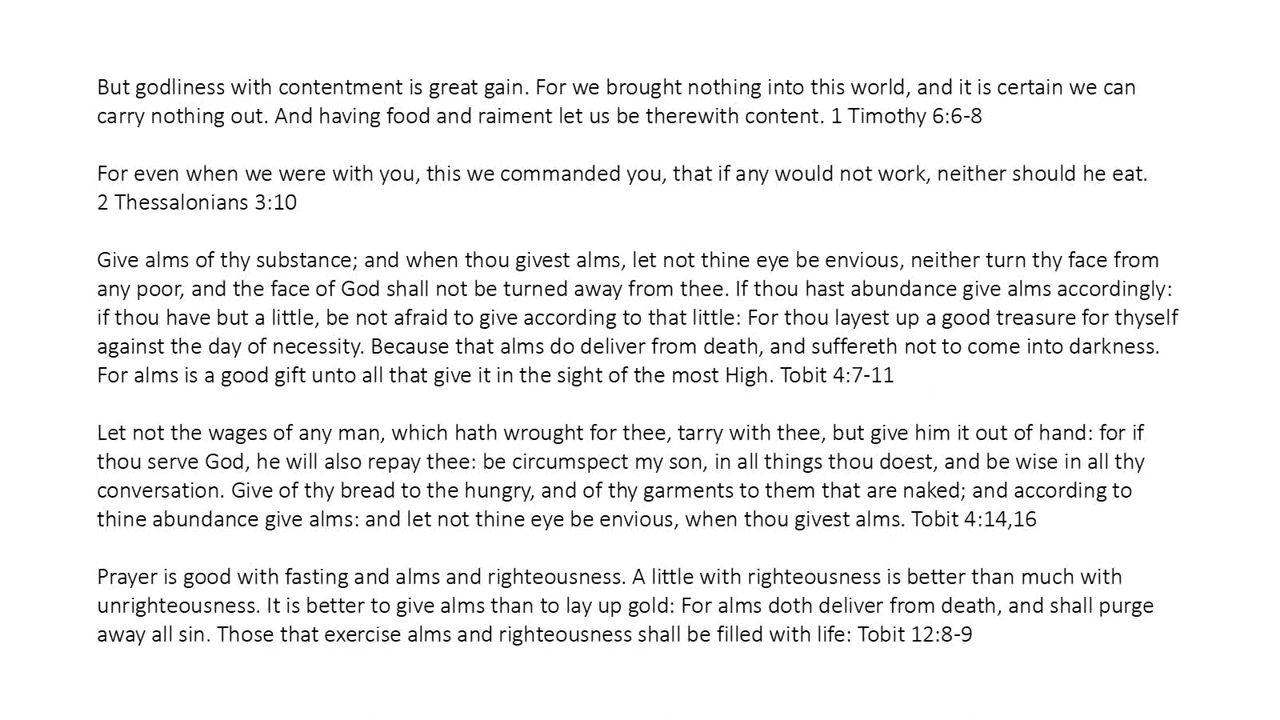 But godliness with contentment is great gain. For we brought nothing into this world, and it is certain we can
carry nothing out. And having food and raiment let us be therewith content. 1 Timothy 6:6-8
For even when we were with you, this we commanded you, that if any would not work, neither should he eat.
2 Thessalonians 3:10
Give alms of thy substance; and when thou givest alms, let not thine eye be envious, neither turn thy face from
any poor, and the face of God shall not be turned away from thee. If thou hast abundance give alms accordingly:
if thou have but a little, be not afraid to give according to that little: For thou layest up a good treasure for thyself
against the day of necessity. Because that alms do deliver from death, and suffereth not to come into darkness.
For alms is a good gift unto all that give it in the sight of the most High. Tobit 4:7-11
Let not the wages of any man, which hath wrought for thee, tarry with thee, but give him it out of hand: for if
thou serve God, he will also repay thee: be circumspect my son, in all things thou doest, and be wise in all thy
conversation. Give of thy bread to the hungry, and of thy garments to them that are naked; and according to
thine abundance give alms: and let not thine eye be envious, when thou givest alms. Tobit 4:14,16
Prayer is good with fasting and alms and righteousness. A little with righteousness is better than much with
unrighteousness. It is better to give alms than to lay up gold: For alms doth deliver from death, and shall purge
away all sin. Those that exercise alms and righteousness shall be filled with life: Tobit 12:8-9